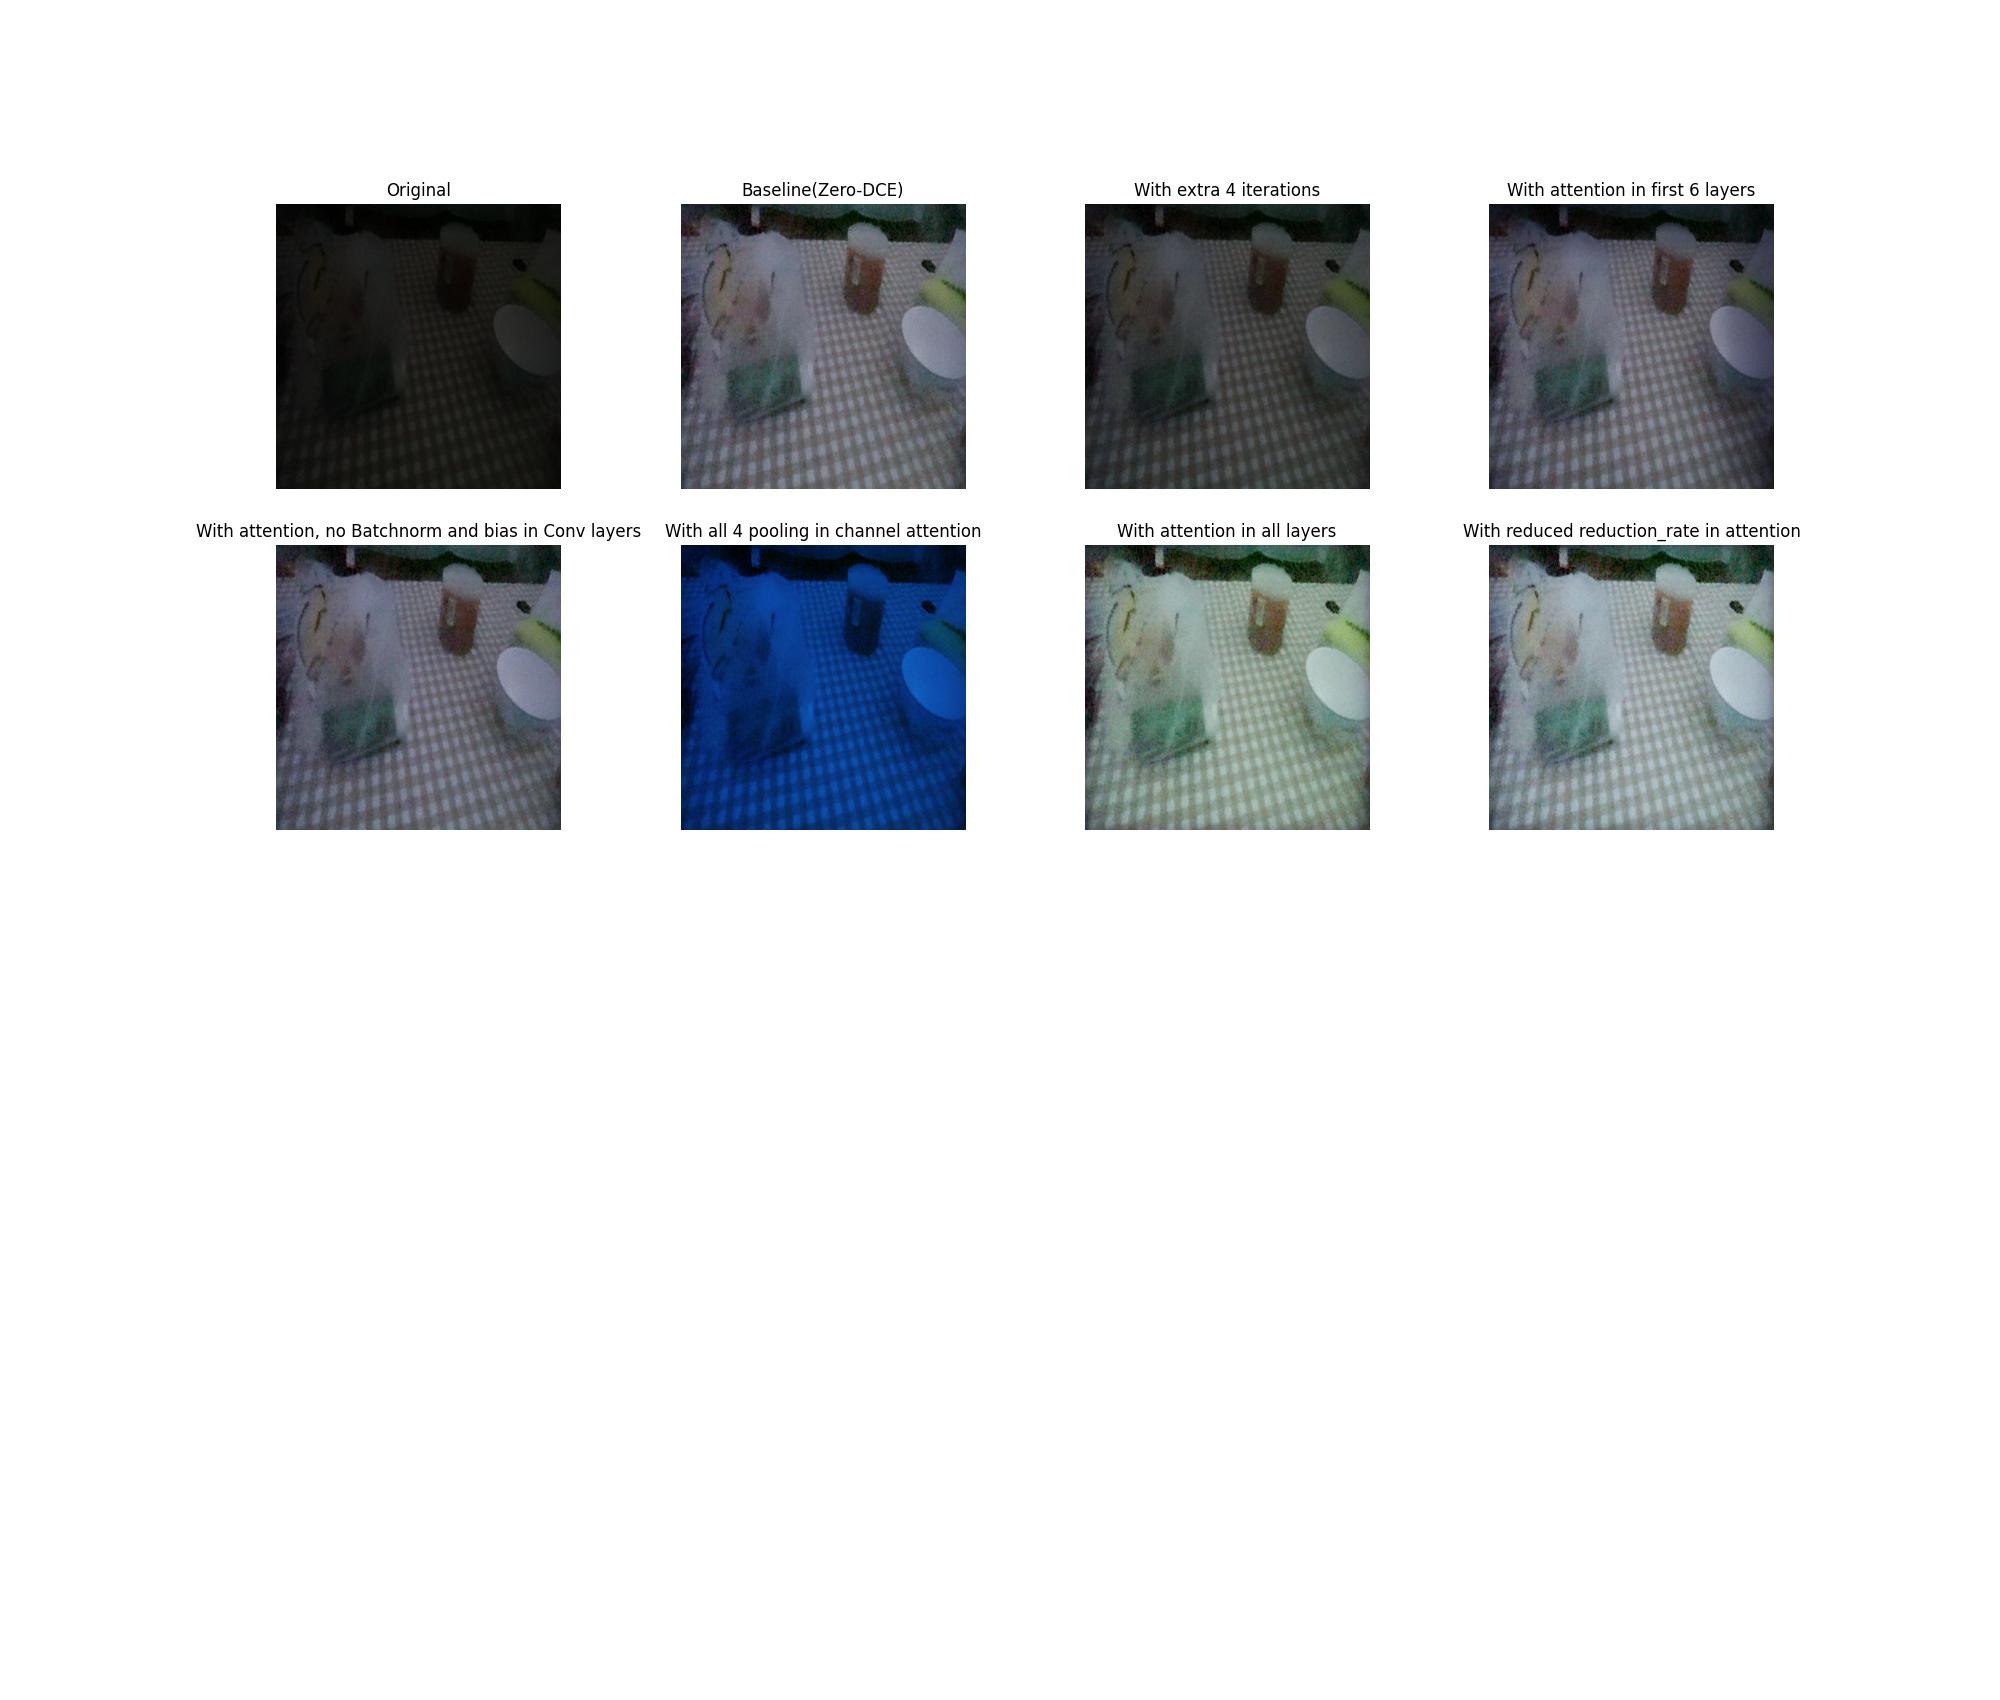 Original
Baseline(Zero-DCE)
With extra 4 iterations
With attention in first 6 layers
With attention, no Batchnorm and bias in Conv layers
With all 4 pooling in channel attention
With attention in all layers
With reduced reduction_rate in attention